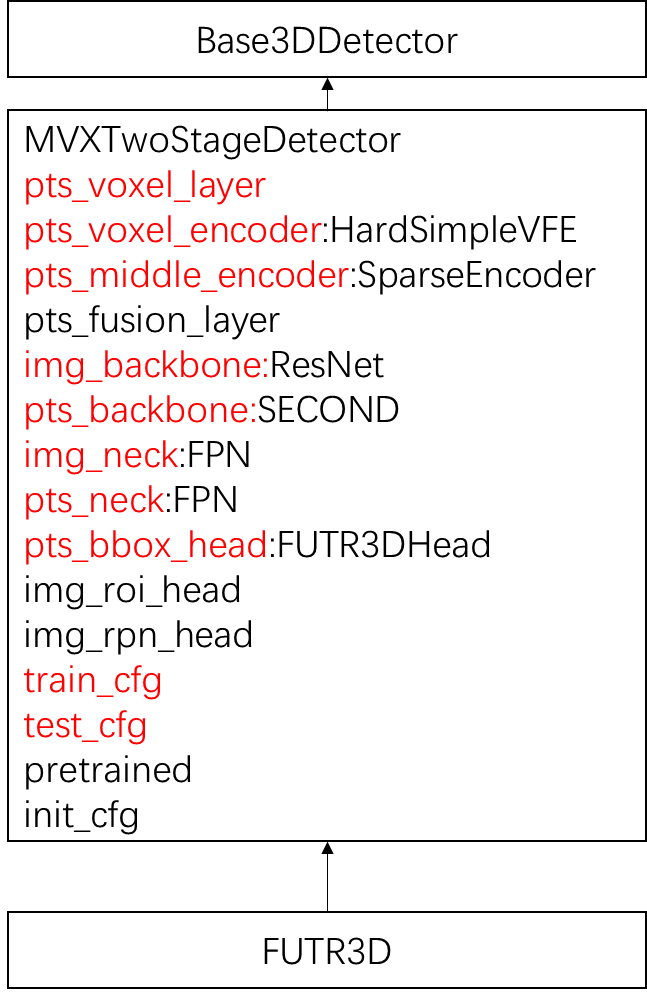 Base3DDetector
MVXTwoStageDetector
pts_voxel_layer
pts_voxel_encoder:HardSimpleVFE
pts_middle_encoder:SparseEncoder
pts_fusion_layer
img_backbone:ResNet
pts_backbone:SECOND
img_neck:FPN
pts_neck:FPN
pts_bbox_head:FUTR3DHead
img_roi_head
img_rpn_head
train_cfg
test_cfg
pretrained
init_cfg
FUTR3D